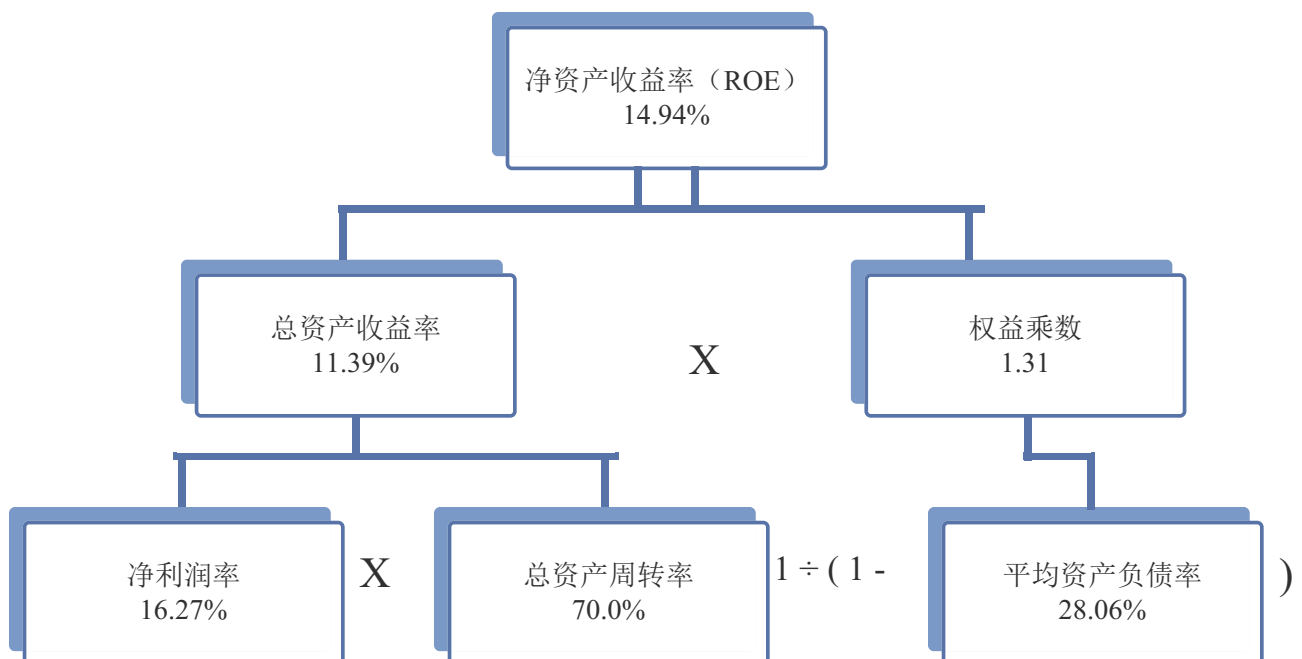 净资产收益率（ROE）
14.94%
总资产收益率
11.39%
X
权益乘数
1.31
净利润率
16.27%
X
总资产周转率
70.0%
1 ÷ ( 1 -
平均资产负债率
28.06%
)